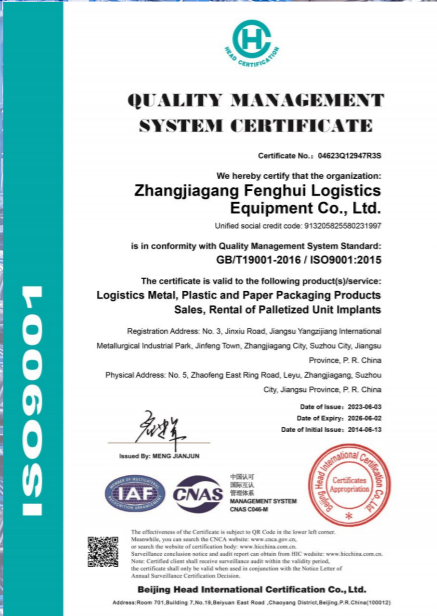 HC
HEAD CERTIFICATION
QUALITY MANAGEMENT
SYSTEM CERTIFICATE
Certificate No.: 04623Q12947R3S
We hereby certify that the organization:
Zhangjiagang Fenghui Logistics
Equipment Co., Ltd.
Unified social credit code: 913205825580231997
is in conformity with Quality Management System Standard:
GB/T19001-2016 / ISO9001:2015
The certificate is valid to the following product(s)/service:
Logistics Metal, Plastic and Paper Packaging Products
Sales, Rental of Palletized Unit Implants
Registration Address: No. 3, Jinxiu Road, Jiangsu Yangzijiang International
Metallurgical Industrial Park, Jinfeng Town, Zhangjiagang City, Suzhou City, Jiangsu
Province, P. R. China
Physical Address: No. 5, Zhaofeng East Ring Road, Leyu, Zhangjiagang, Suzhou
City, Jiangsu Province, P. R. China
Date of Issue: 2023-06-03
Date of Expiry: 2026-06-02
Date of Initial Issue: 2014-06-13
ISO9001
Issued By: MENG JIANJUN
IAF
CNAS
中国认可
国际互认
管理体系
MANAGEMENT SYSTEM
CNAS C046-M
Beijing Head International Certification Co.,Ltd.
Certificates
Appropriation
The effectiveness of the Certificate is subject to QR Code in the lower left corner.
Meanwhile, you can search the CNCA website: www.cnca.gov.cn,
or search the website of certification body: www.hicchina.com.cn.
Surveillance conclusion notice and audit report can obtain from HIC website: www.hicchina.com.cn.
Note: Certified client shall receive surveillance audit within the validity period,
the certificate shall only be valid when used in conjunction with the Notice Letter of
Annual Surveillance Certification Decision.
Beijing Head International Certification Co., Ltd.
Address:Room 701,Building 7,No.19,Beiyuan East Road ,Chaoyang District,Beijing,P.R.China(100012)